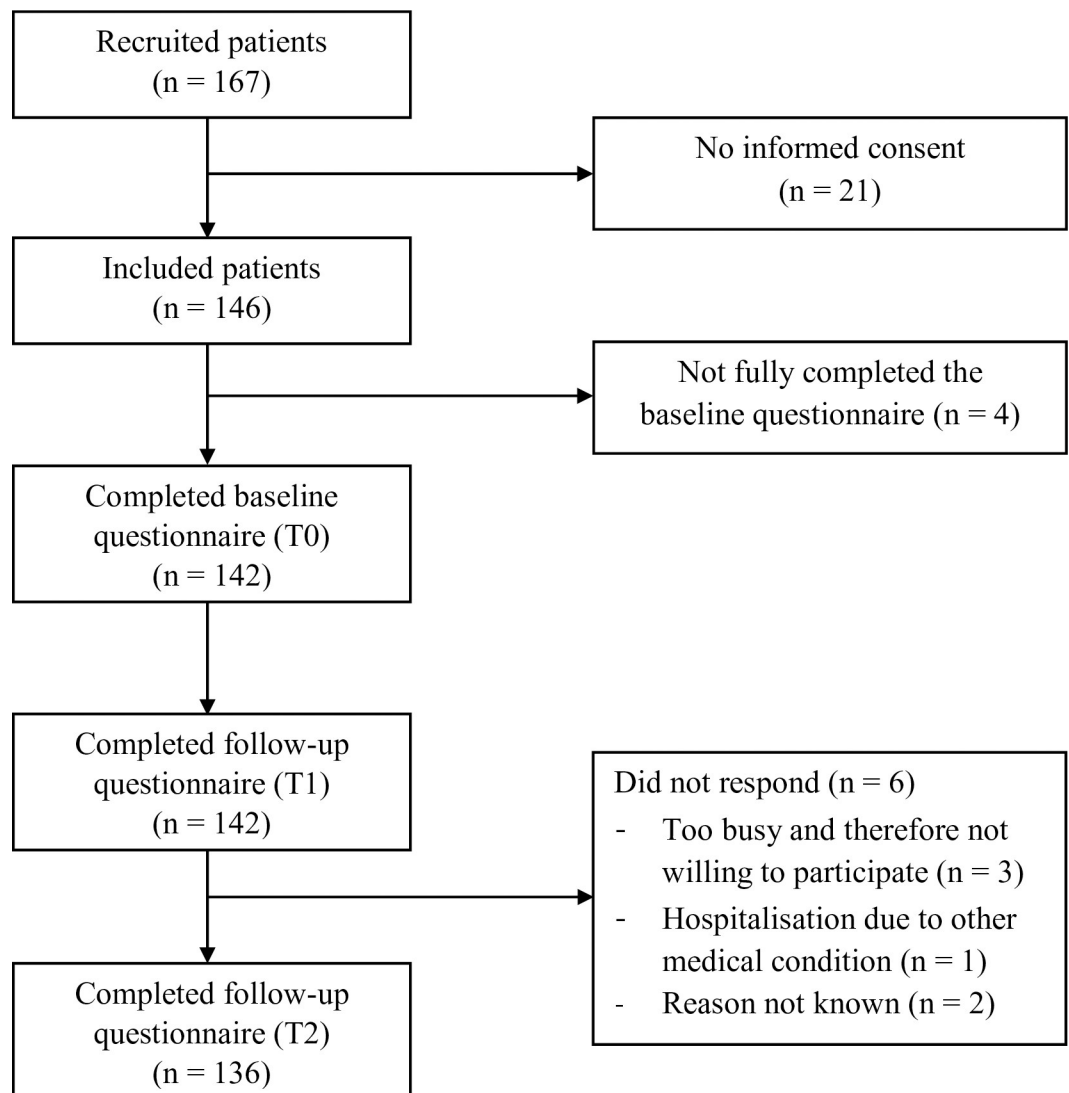 Recruited patients
(n = 167)
No informed consent
(n = 21)
Included patients
(n = 146)
Not fully completed the
baseline questionnaire (n = 4)
Completed baseline
questionnaire (T0)
(n = 142)
Completed follow-up
questionnaire (T1)
(n = 142)
Did not respond (n = 6)
- Too busy and therefore not
willing to participate (n = 3)
- Hospitalisation due to other
medical condition (n = 1)
- Reason not known (n = 2)
Completed follow-up
questionnaire (T2)
(n = 136)